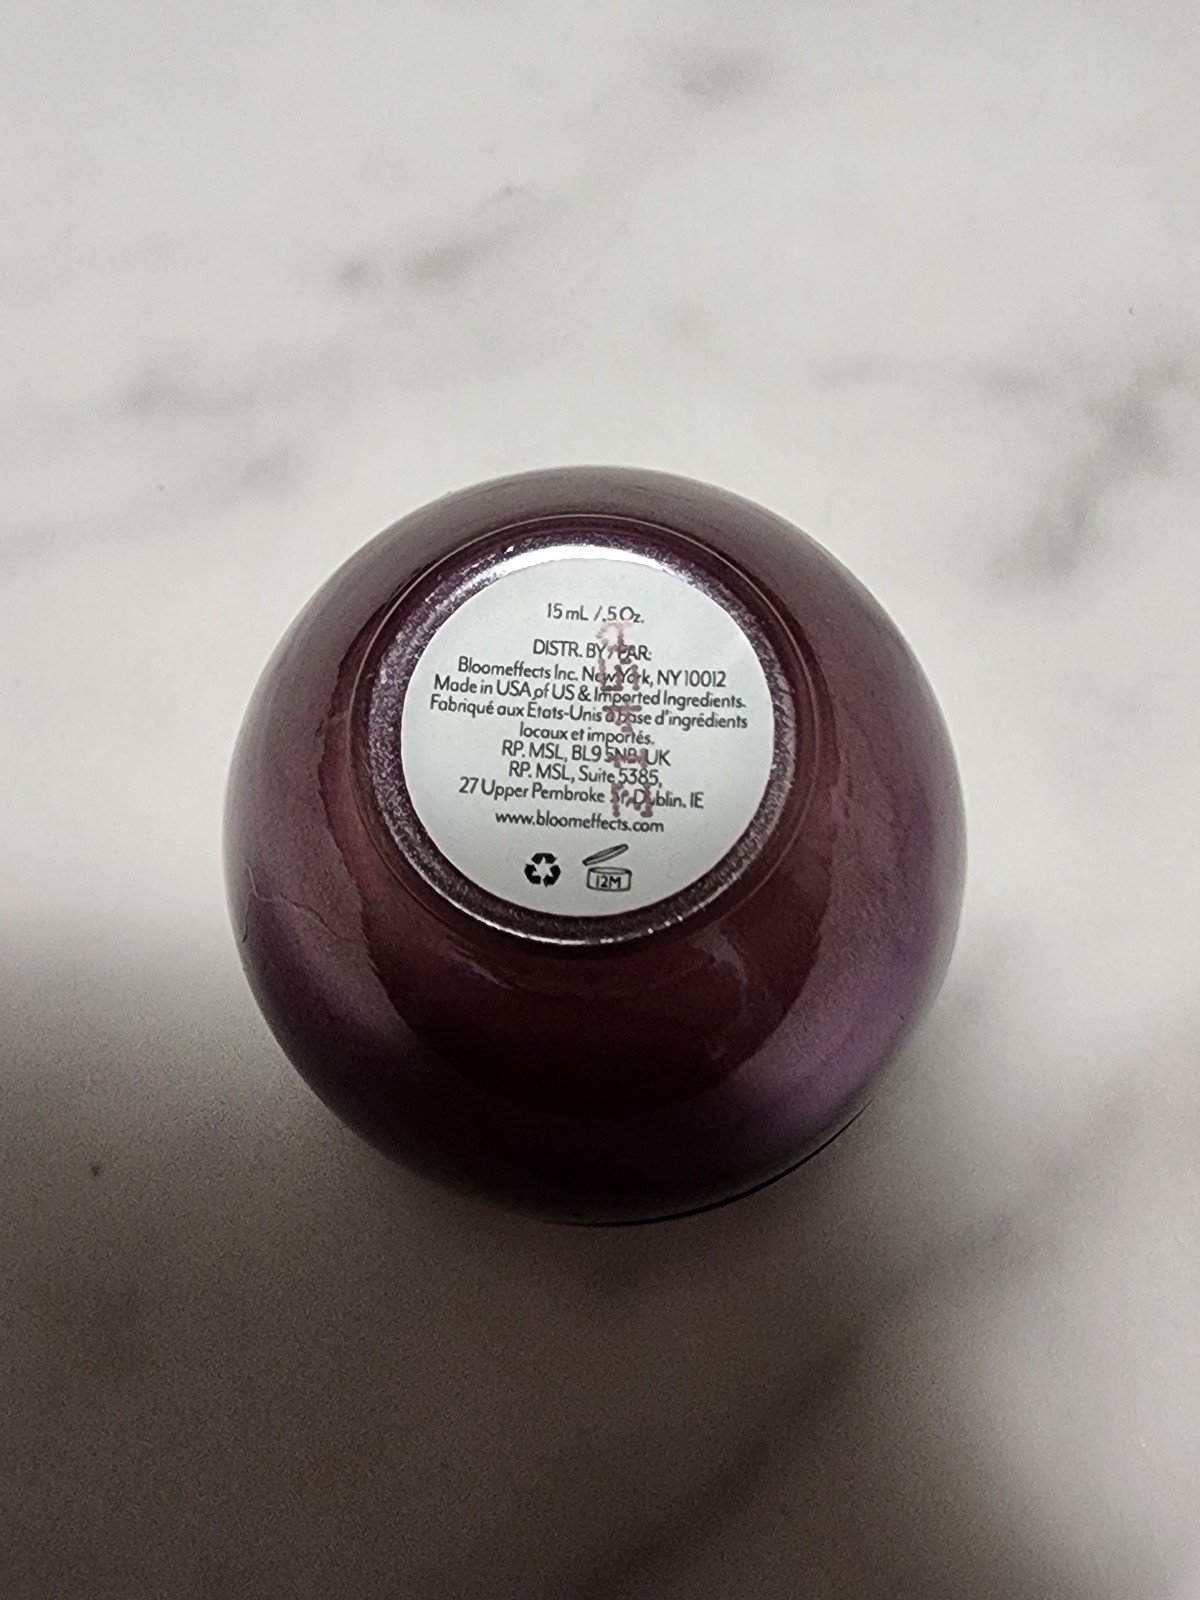 15 mL / .5 Oz.
DISTR. BY / PAR:
Bloomeffects Inc. New York, NY 10012
Made in USA of US & Imported Ingredients.
Fabriqué aux États-Unis à base d'ingrédients
locaux et importés.
RP. MSL, BL9 UK
RP. MSL, Suite 5385,
27 Upper Pembroke St, Dublin. IE
www.bloomeffects.com
12M